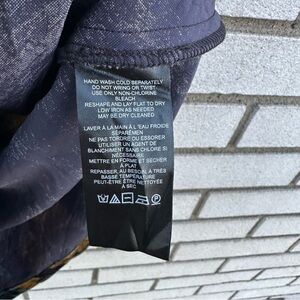 HAND WASH COLD SEPARATELY
DO NOT WRING OR TWIST
USE ONLY NON-CHLORINE
BLEACH
RESHAPE AND LAY FLAT TO DRY
LOW IRON AS NEEDED
MAY BE DRY CLEANED
LAVER À LA MAIN À L'EAU FROIDE
SÉPARÉMENT
NE PAS TORDRE OU ESSORER
UTILISER UN AGENT DE
BLANCHIMENT SANS CHLORE SI
NÉCESSAIRE
METTRE EN FORME ET SÉCHER
À PLAT
REPASSER, AU BESOIN, À TRÈS
BASSE TEMPÉRATURE
PEUT-ÊTRE NETTOYÉE
À SEC